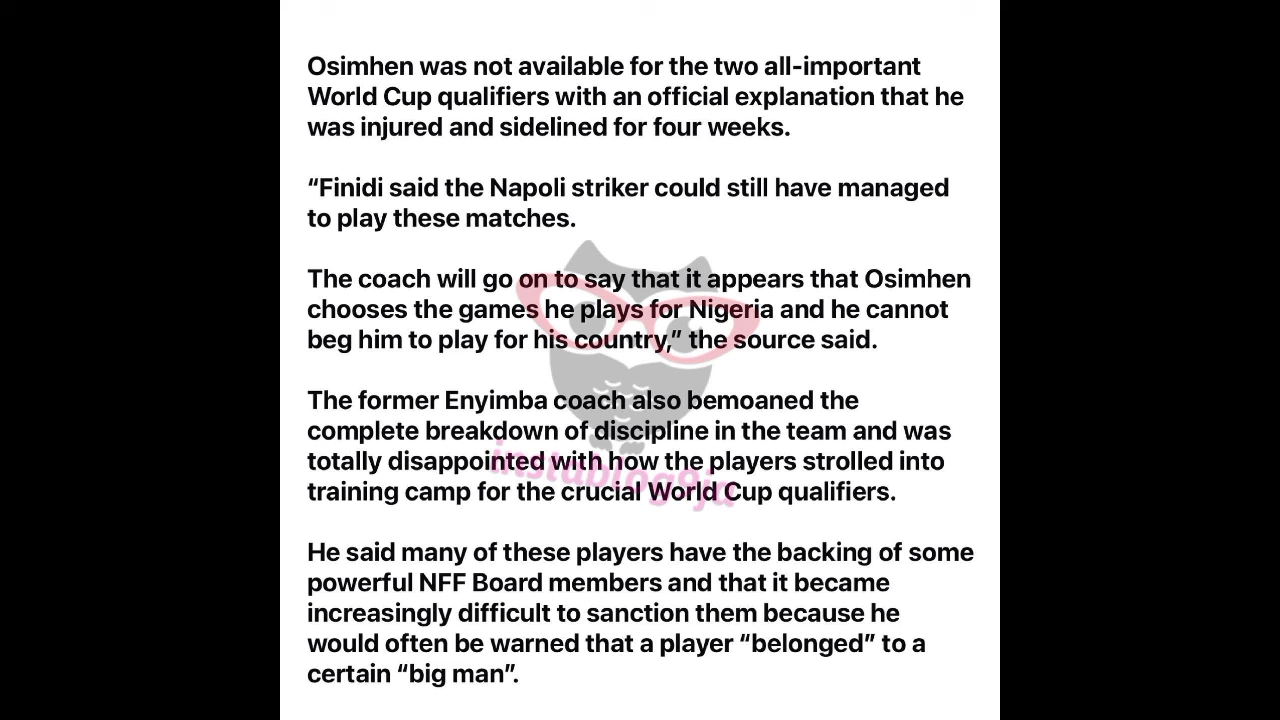 Osimhen was not available for the two all-important
World Cup qualifiers with an official explanation that he
was injured and sidelined for four weeks.
“Finidi said the Napoli striker could still have managed
to play these matches.
The coach will go on to say that it appears that Osimhen
chooses the games he plays for Nigeria and he cannot
beg him to play for his country,” the source said.
The former Enyimba coach also bemoaned the
complete breakdown of discipline in the team and was
totally disappointed with how the players strolled into
instablog9ja
training camp for the crucial World Cup qualifiers.
He said many of these players have the backing of some
powerful NFF Board members and that it became
increasingly difficult to sanction them because he
would often be warned that a player “belonged” to a
certain “big man”.